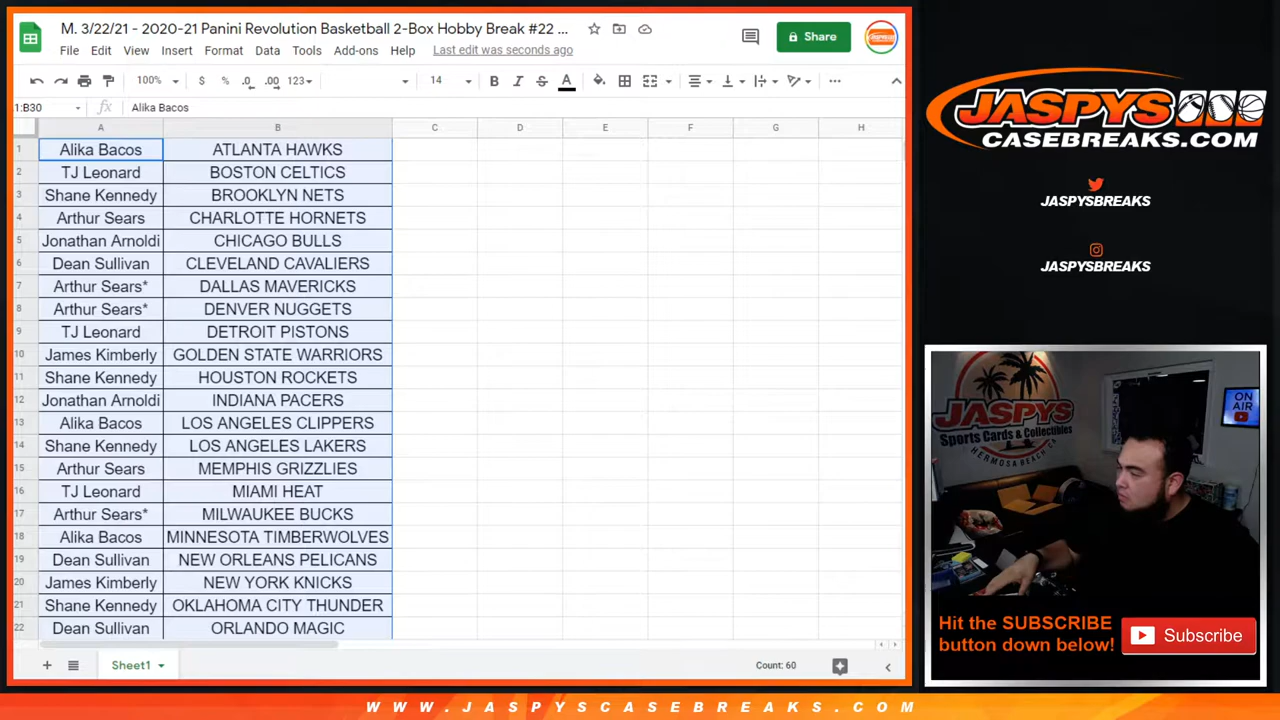 M. 3/22/21 - 2020-21 Panini Revolution Basketball 2-Box Hobby Break #22 ...
Share
File Edit View Insert Format Data Tools Add-ons Help Last edit was seconds ago
100% $ % .0 .00 123 14 B I S A
1:B30 fx Alika Bacos
A B C D E F G H
1 Alika Bacos ATLANTA HAWKS
2 TJ Leonard BOSTON CELTICS
3 Shane Kennedy BROOKLYN NETS
4 Arthur Sears CHARLOTTE HORNETS
5 Jonathan Arnoldi CHICAGO BULLS
6 Dean Sullivan CLEVELAND CAVALIERS
7 Arthur Sears* DALLAS MAVERICKS
8 Arthur Sears* DENVER NUGGETS
9 TJ Leonard DETROIT PISTONS
10 James Kimberly GOLDEN STATE WARRIORS
11 Shane Kennedy HOUSTON ROCKETS
12 Jonathan Arnoldi INDIANA PACERS
13 Alika Bacos LOS ANGELES CLIPPERS
14 Shane Kennedy LOS ANGELES LAKERS
15 Arthur Sears MEMPHIS GRIZZLIES
16 TJ Leonard MIAMI HEAT
17 Arthur Sears* MILWAUKEE BUCKS
18 Alika Bacos MINNESOTA TIMBERWOLVES
19 Dean Sullivan NEW ORLEANS PELICANS
20 James Kimberly NEW YORK KNICKS
21 Shane Kennedy OKLAHOMA CITY THUNDER
22 Dean Sullivan ORLANDO MAGIC
Sheet1 Count: 60
JASPYS
CASEBREAKS.COM
JASPYSBREAKS
JASPYSBREAKS
JASPYS
Sports Cards & Collectibles
HERMOSA BEACH CA
ON AIR
Hit the SUBSCRIBE
button down below!
Subscribe
WWW.JASPYSCASEBREAKS.COM